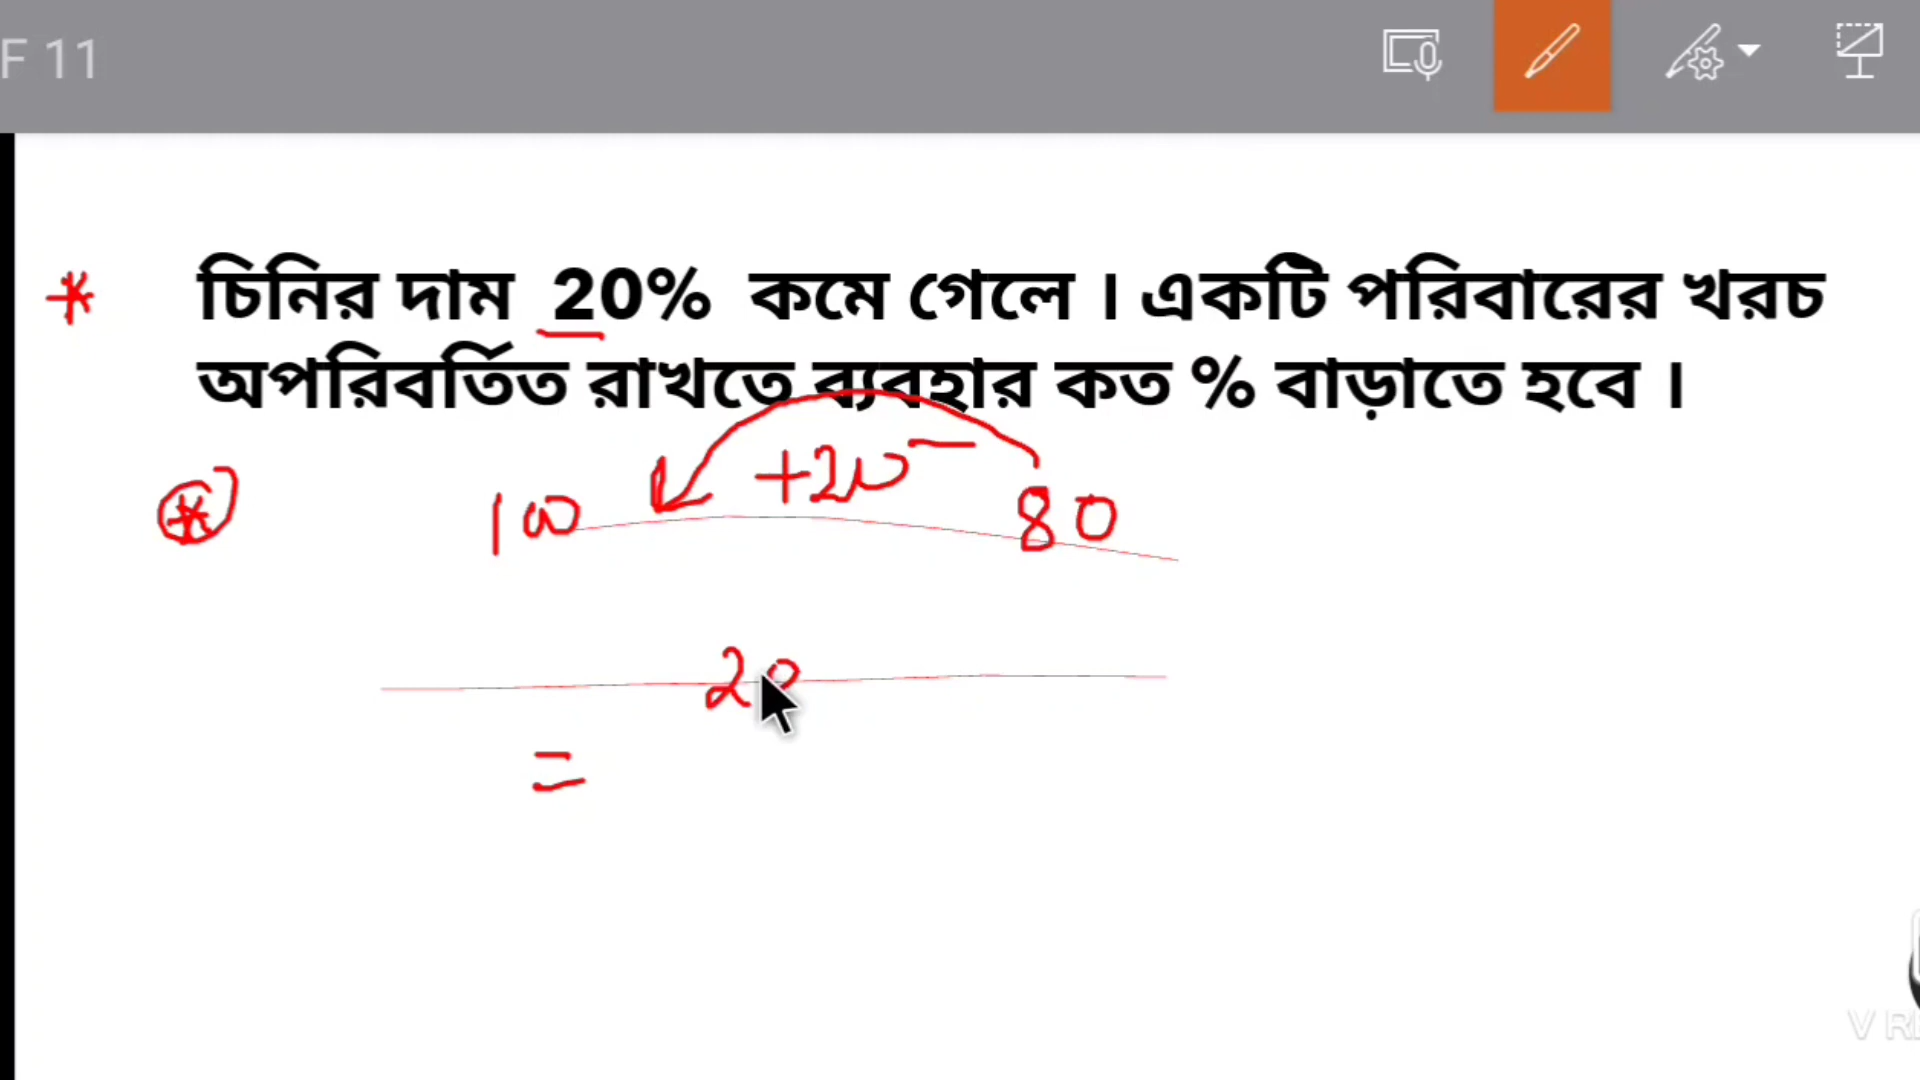 F 11
* চিনির দাম 20% কমে গেলে । একটি পরিবারের খরচ
অপরিবর্তিত রাখতে ব্যবহার কত % বাড়াতে হবে ।
* 100 +20 80
20
=